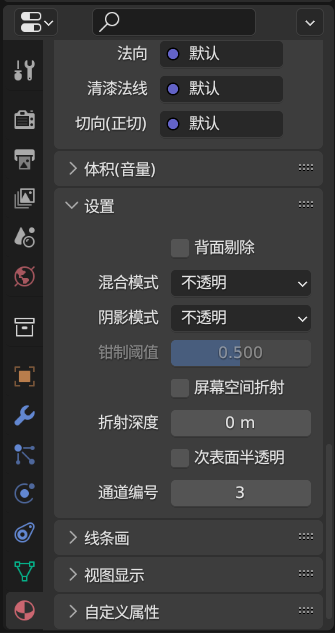 法向 默认
清漆法线 默认
切向(正切) 默认
体积(音量)
设置
背面剔除
混合模式 不透明
阴影模式 不透明
钳制阈值 0.500
屏幕空间折射
折射深度 0 m
次表面半透明
通道编号 3
线条画
视图显示
自定义属性